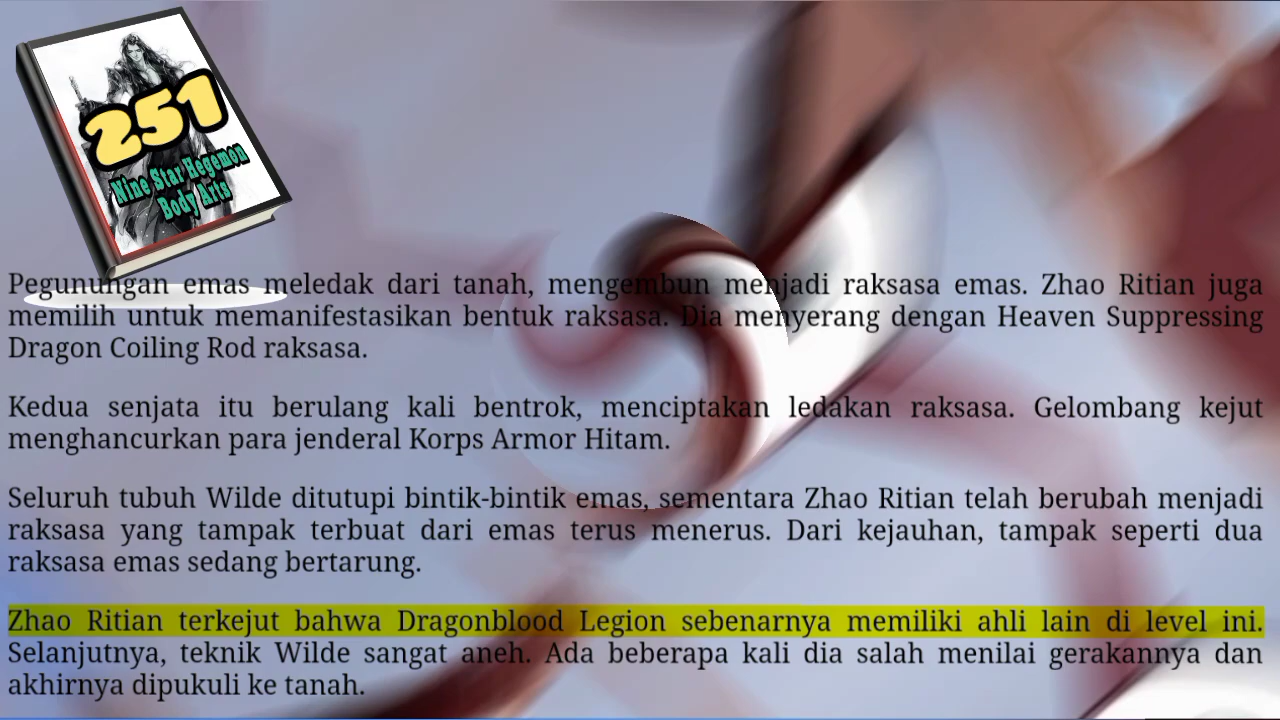 251
Nine Star Hegemon
Body Arts
Pegunungan emas meledak dari tanah, mengembun menjadi raksasa emas. Zhao Ritian juga
memilih untuk memanifestasikan bentuk raksasa. Dia menyerang dengan Heaven Suppressing
Dragon Coiling Rod raksasa.
Kedua senjata itu berulang kali bentrok, menciptakan ledakan raksasa. Gelombang kejut
menghancurkan para jenderal Korps Armor Hitam.
Seluruh tubuh Wilde ditutupi bintik-bintik emas, sementara Zhao Ritian telah berubah menjadi
raksasa yang tampak terbuat dari emas terus menerus. Dari kejauhan, tampak seperti dua
raksasa emas sedang bertarung.
Zhao Ritian terkejut bahwa Dragonblood Legion sebenarnya memiliki ahli lain di level ini.
Selanjutnya, teknik Wilde sangat aneh. Ada beberapa kali dia salah menilai gerakannya dan
akhirnya dipukuli ke tanah.